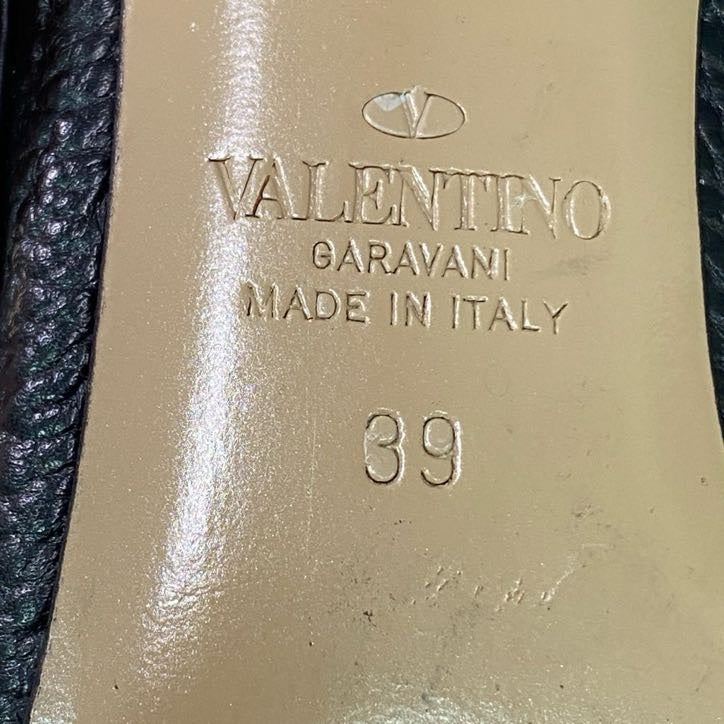 V
VALENTINO
GARAVANI
MADE IN ITALY
39